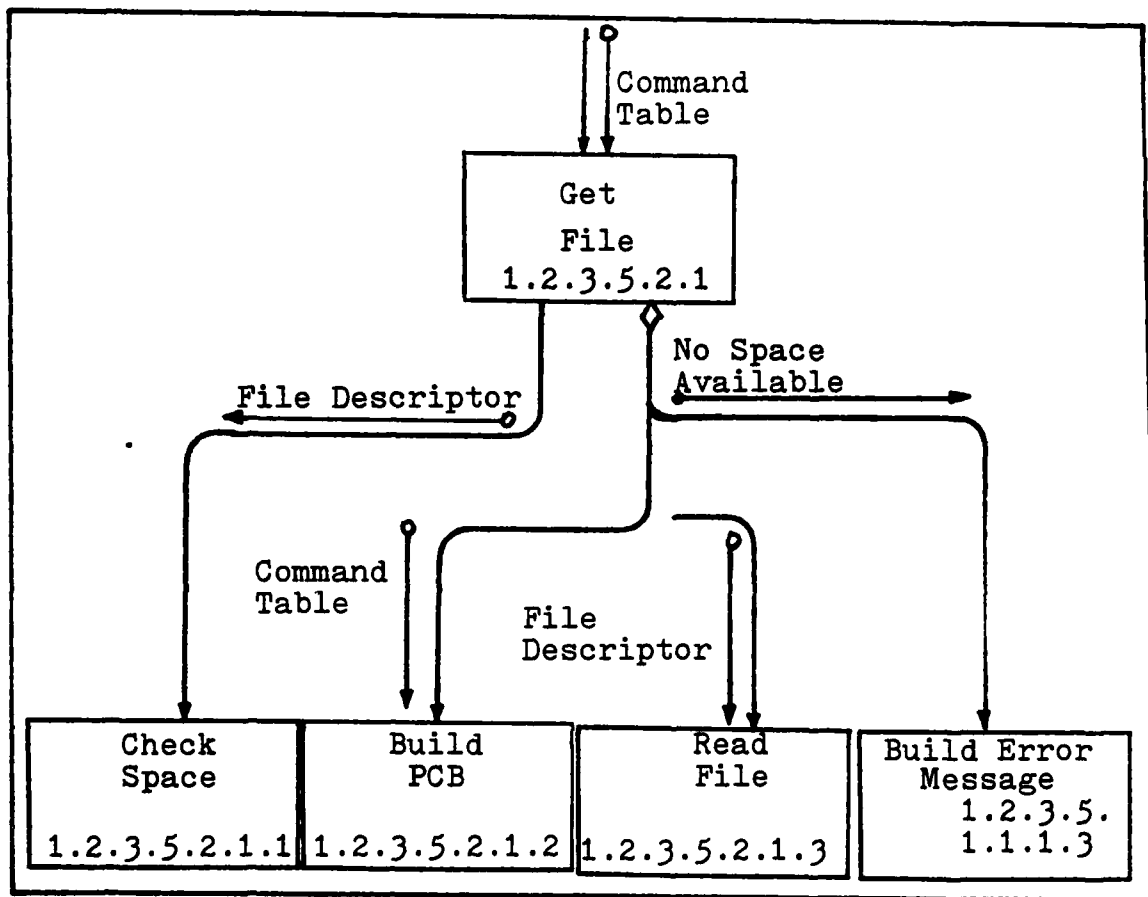 Command
Table
Get
File
1.2.3.5.2.1
No Space
Available
File Descriptor
Command
Table
File
Descriptor
Check
Space
1.2.3.5.2.1.1
Build
PCB
1.2.3.5.2.1.2
Read
File
1.2.3.5.2.1.3
Build Error
Message
1.2.3.5.
1.1.1.3